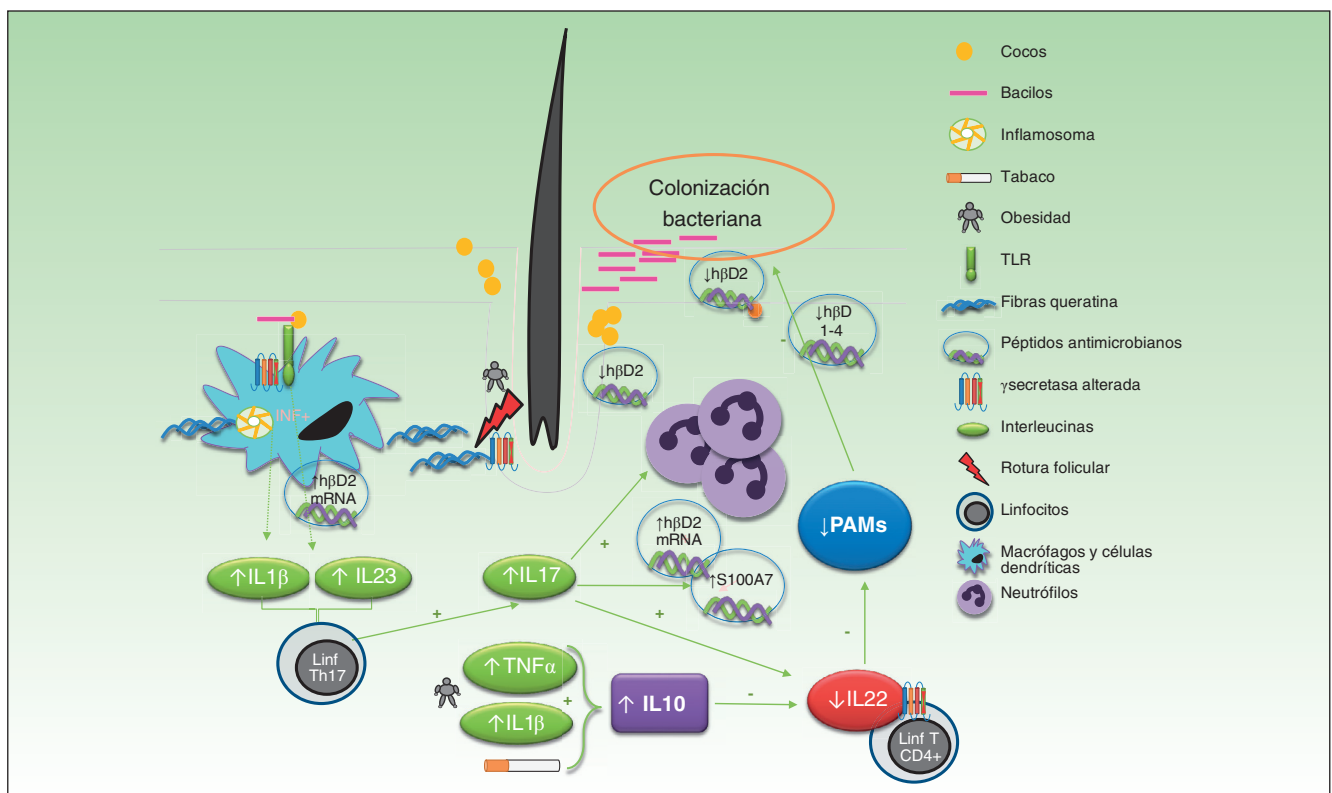 Colonización
bacteriana
↓hβD2
↓hβD
1-4
↓hβD2
INF+
↑hβD2
mRNA
↑IL1β
↑ IL23
Linf
Th17
+
↑IL17
+
↑hβD2
mRNA
↑S100A7
+
-
↓PAMs
-
↑TNFα
↑IL1β
+
↑ IL10
-
↓IL22
Linf T
CD4+
Cocos
Bacilos
Inflamosoma
Tabaco
Obesidad
TLR
Fibras queratina
Péptidos antimicrobianos
γsecretasa alterada
Interleucinas
Rotura folicular
Linfocitos
Macrófagos y células
dendríticas
Neutrófilos